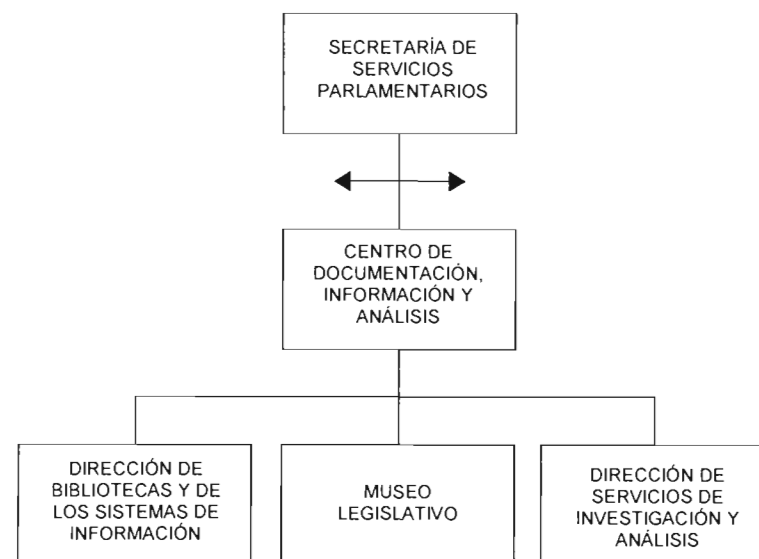 SECRETARÍA DE
SERVICIOS
PARLAMENTARIOS
CENTRO DE
DOCUMENTACIÓN,
INFORMACIÓN Y
ANÁLISIS
DIRECCIÓN DE
BIBLIOTECAS Y DE
LOS SISTEMAS DE
INFORMACIÓN
MUSEO
LEGISLATIVO
DIRECCIÓN DE
SERVICIOS DE
INVESTIGACIÓN Y
ANÁLISIS